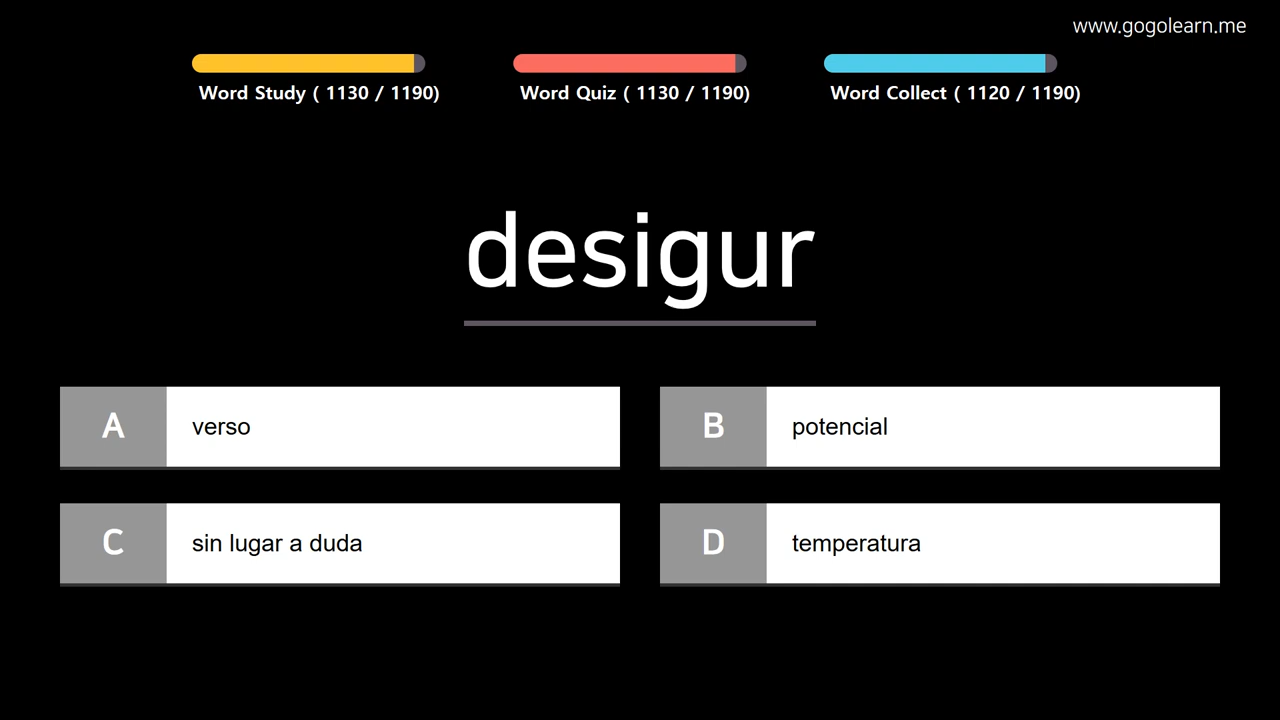 www.gogolearn.me
Word Study ( 1130 / 1190)
Word Quiz ( 1130 / 1190)
Word Collect ( 1120 / 1190)
desigur
A verso
B potencial
C sin lugar a duda
D temperatura